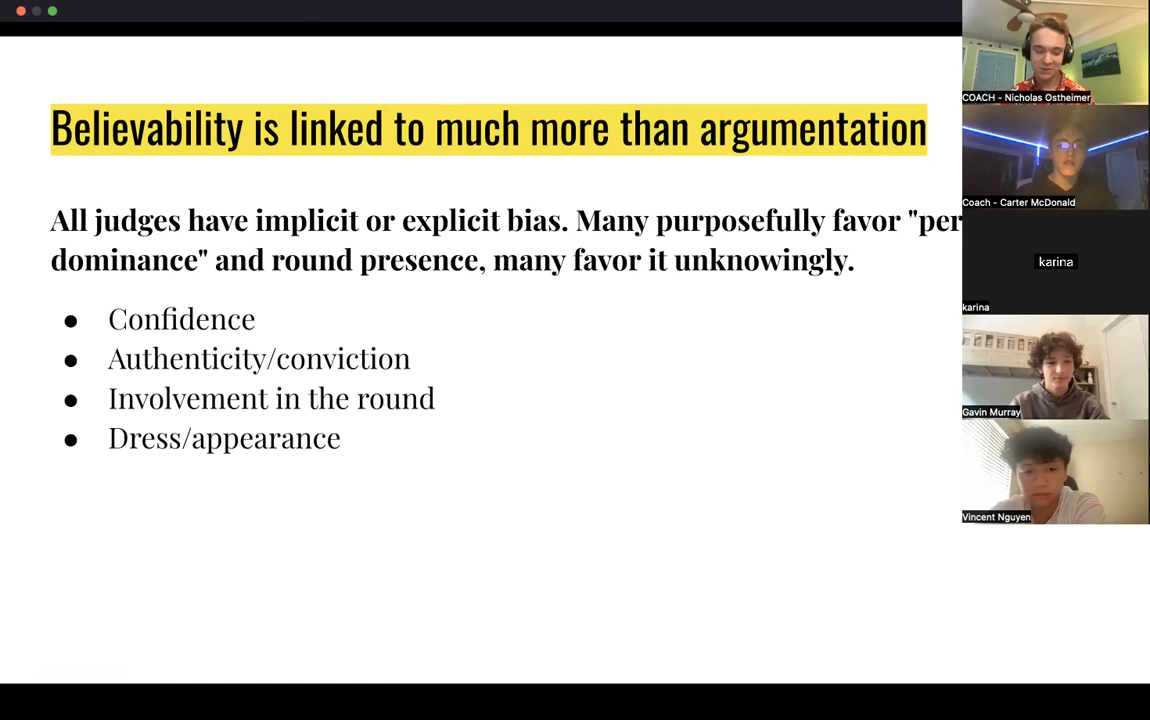 Believability is linked to much more than argumentation
All judges have implicit or explicit bias. Many purposefully favor "per
dominance" and round presence, many favor it unknowingly.
● Confidence
● Authenticity/conviction
● Involvement in the round
● Dress/appearance
COACH - Nicholas Ostheimer
Coach - Carter McDonald
karina
karina
Gavin Murray
Vincent Nguyen